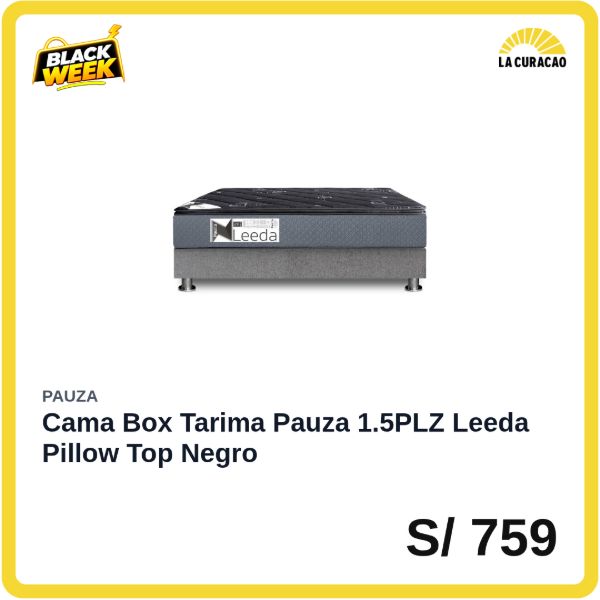 BLACK
WEEK
LA CURACAO
Leeda
PAUZA
Cama Box Tarima Pauza 1.5PLZ Leeda
Pillow Top Negro
S/ 759